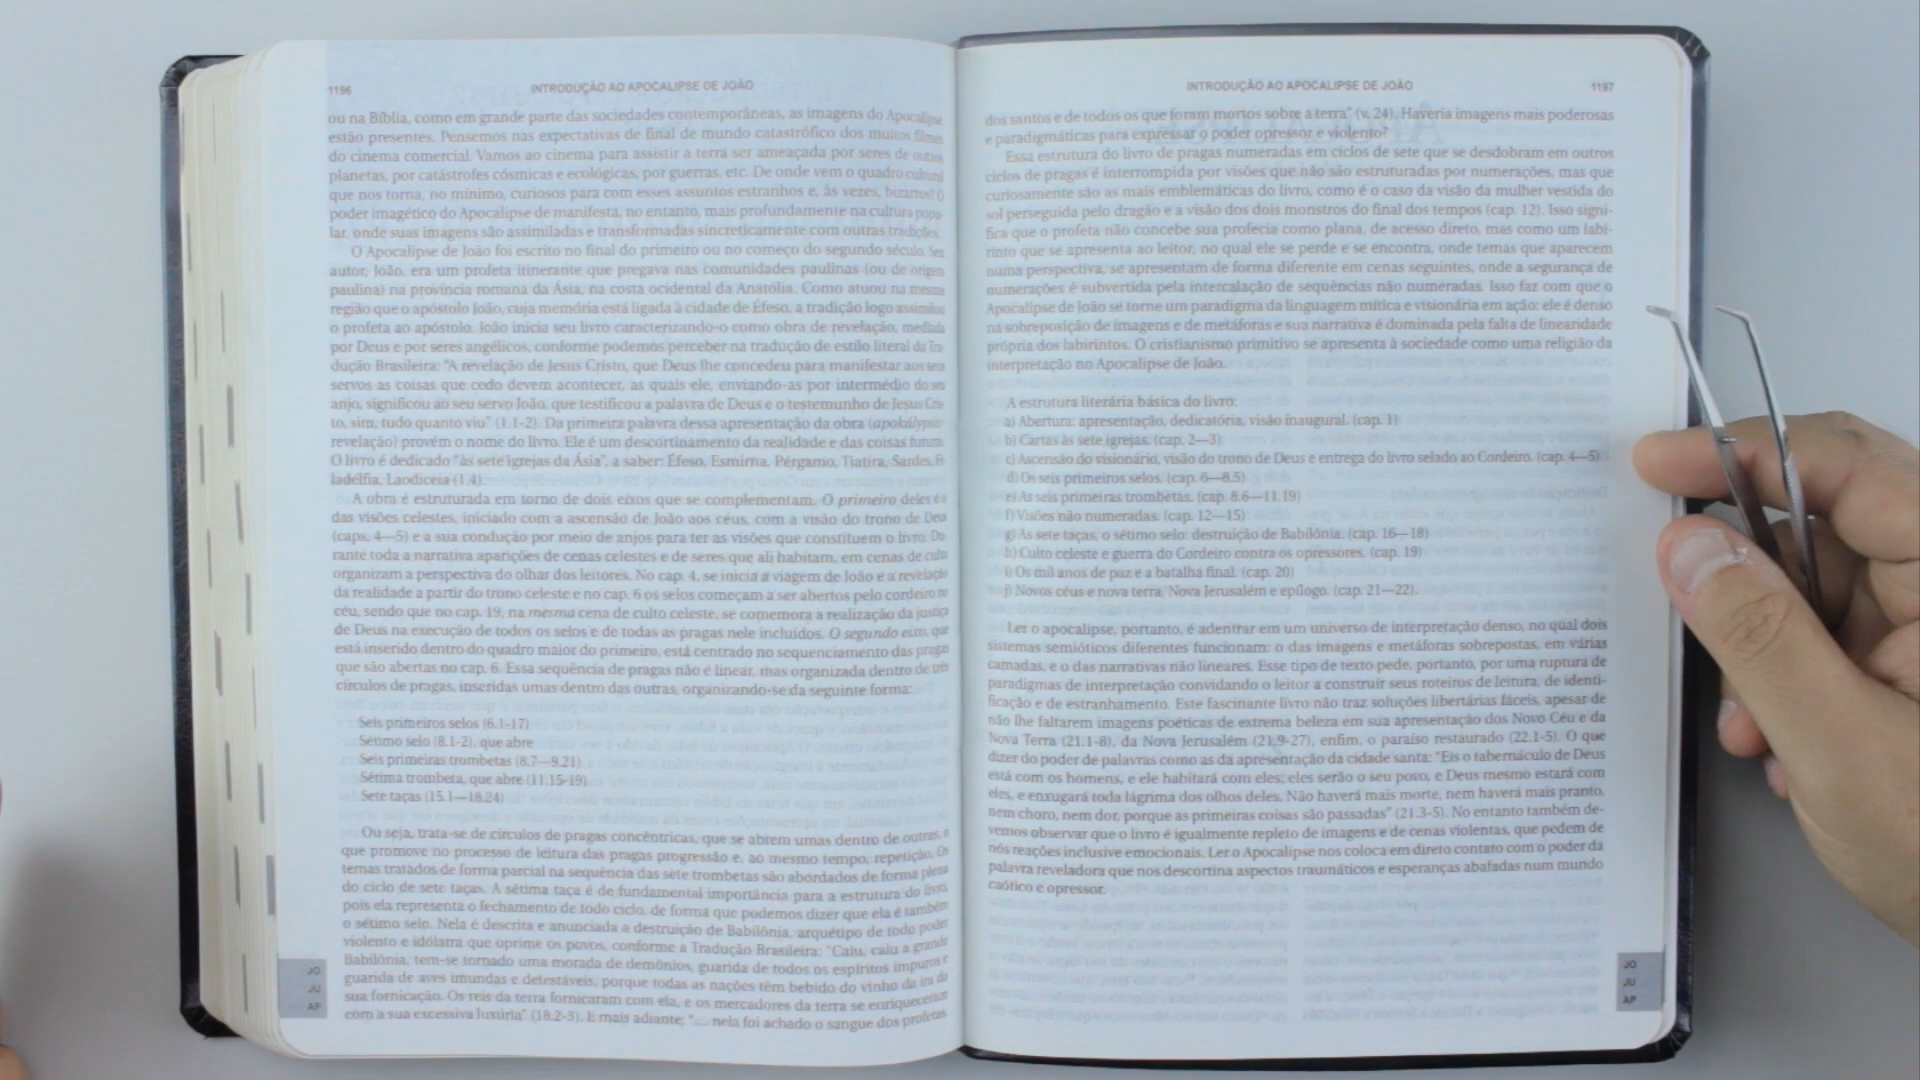 1196
INTRODUÇÃO AO APOCALIPSE DE JOÃO
ou na Bíblia, como em grande parte das sociedades contemporâneas, as imagens do Apocalipse
estão presentes. Pensemos nas expectativas de final de mundo catastrófico dos muitos filmes
do cinema comercial. Vamos ao cinema para assistir a terra ser ameaçada por seres de outros
planetas, por catástrofes cósmicas e ecológicas, por guerras, etc. De onde vem o quadro cultural
que nos torna, no mínimo, curiosos para com esses assuntos estranhos e, às vezes, bizarros? O
poder imagético do Apocalipse de manifesta, no entanto, mais profundamente na cultura popu-
lar, onde suas imagens são assimiladas e transformadas sincreticamente com outras tradições.
O Apocalipse de João foi escrito no final do primeiro ou no começo do segundo século. Seu
autor, João, era um profeta itinerante que pregava nas comunidades paulinas (ou de origem
paulina) na província romana da Ásia, na costa ocidental da Anatólia. Como atuou na mesma
região que o apóstolo João, cuja memória está ligada à cidade de Éfeso, a tradição logo assimilou
o profeta ao apóstolo. João inicia seu livro caracterizando-o como obra de revelação, mediada
por Deus e por seres angélicos, conforme podemos perceber na tradução de estilo literal da Tra-
dução Brasileira: “A revelação de Jesus Cristo, que Deus lhe concedeu para manifestar aos seus
servos as coisas que cedo devem acontecer, as quais ele, enviando-as por intermédio do seu
anjo, significou ao seu servo João, que testificou a palavra de Deus e o testemunho de Jesus Cris-
to, sim, tudo quanto viu” (1.1-2). Da primeira palavra dessa apresentação da obra (apokálypsis:
revelação) provém o nome do livro. Ele é um descortinamento da realidade e das coisas futuras.
O livro é dedicado “às sete igrejas da Ásia”, a saber: Éfeso, Esmirna, Pérgamo, Tiatira, Sardes, Fi-
ladélfia, Laodiceia (1.4).
A obra é estruturada em torno de dois eixos que se complementam. O primeiro deles é o
das visões celestes, iniciado com a ascensão de João aos céus, com a visão do trono de Deus
(caps. 4—5) e a sua condução por meio de anjos para ter as visões que constituem o livro. Du-
rante toda a narrativa aparições de cenas celestes e de seres que ali habitam, em cenas de culto
organizam a perspectiva do olhar dos leitores. No cap. 4, se inicia a viagem de João e a revelação
da realidade a partir do trono celeste e no cap. 6 os selos começam a ser abertos pelo cordeiro no
céu, sendo que no cap. 19, na mesma cena de culto celeste, se comemora a realização da justiça
de Deus na execução de todos os selos e de todas as pragas nele incluídos. O segundo eixo, que
está inserido dentro do quadro maior do primeiro, está centrado no sequenciamento das pragas
que são abertas no cap. 6. Essa sequência de pragas não é linear, mas organizada dentro de três
círculos de pragas, inseridas umas dentro das outras, organizando-se da seguinte forma:
Seis primeiros selos (6.1-17)
Sétimo selo (8.1-2), que abre
Seis primeiras trombetas (8.7—9.21)
Sétima trombeta, que abre (11.15-19)
Sete taças (15.1—18.24)
Ou seja, trata-se de círculos de pragas concêntricas, que se abrem umas dentro de outras, o
que promove no processo de leitura das pragas progressão e, ao mesmo tempo, repetição. Os
temas tratados de forma parcial na sequência das sete trombetas são abordados de forma plena
do ciclo de sete taças. A sétima taça é de fundamental importância para a estrutura do livro,
pois ela representa o fechamento de todo ciclo, de forma que podemos dizer que ela é também
o sétimo selo. Nela é descrita e anunciada a destruição de Babilônia, arquétipo de todo poder
violento e idólatra que oprime os povos, conforme a Tradução Brasileira: “Caiu, caiu a grande
Babilônia, tem-se tornado uma morada de demônios, guarida de todos os espíritos impuros e
guarida de aves imundas e detestáveis, porque todas as nações têm bebido do vinho da ira da
sua fornicação. Os reis da terra fornicaram com ela, e os mercadores da terra se enriqueceram
com a sua excessiva luxúria” (18.2-3). E mais adiante; “... nela foi achado o sangue dos profetas,
JO
JU
AP
INTRODUÇÃO AO APOCALIPSE DE JOÃO
1197
dos santos e de todos os que foram mortos sobre a terra” (v. 24). Haveria imagens mais poderosas
e paradigmáticas para expressar o poder opressor e violento?
Essa estrutura do livro de pragas numeradas em ciclos de sete que se desdobram em outros
ciclos de pragas é interrompida por visões que não são estruturadas por numerações, mas que
curiosamente são as mais emblemáticas do livro, como é o caso da visão da mulher vestida do
sol perseguida pelo dragão e a visão dos dois monstros do final dos tempos (cap. 12). Isso signi-
fica que o profeta não concebe sua profecia como plana, de acesso direto, mas como um labi-
rinto que se apresenta ao leitor, no qual ele se perde e se encontra, onde temas que aparecem
numa perspectiva, se apresentam de forma diferente em cenas seguintes, onde a segurança de
numerações é subvertida pela intercalação de sequências não numeradas. Isso faz com que o
Apocalipse de João se torne um paradigma da linguagem mítica e visionária em ação: ele é denso
na sobreposição de imagens e de metáforas e sua narrativa é dominada pela falta de linearidade
própria dos labirintos. O cristianismo primitivo se apresenta à sociedade como uma religião da
interpretação no Apocalipse de João.
A estrutura literária básica do livro:
a) Abertura: apresentação, dedicatória, visão inaugural. (cap. 1)
b) Cartas às sete igrejas. (cap. 2—3)
c) Ascensão do visionário, visão do trono de Deus e entrega do livro selado ao Cordeiro. (cap. 4—5)
d) Os seis primeiros selos. (cap. 6—8.5)
e) As seis primeiras trombetas. (cap. 8.6—11.19)
f) Visões não numeradas. (cap. 12—15)
g) As sete taças, o sétimo selo: destruição de Babilônia. (cap. 16—18)
h) Culto celeste e guerra do Cordeiro contra os opressores. (cap. 19)
i) Os mil anos de paz e a batalha final. (cap. 20)
j) Novos céus e nova terra, Nova Jerusalém e epílogo. (cap. 21—22).
Ler o apocalipse, portanto, é adentrar em um universo de interpretação denso, no qual dois
sistemas semióticos diferentes funcionam: o das imagens e metáforas sobrepostas, em várias
camadas, e o das narrativas não lineares. Esse tipo de texto pede, portanto, por uma ruptura de
paradigmas de interpretação convidando o leitor a construir seus roteiros de leitura, de identi-
ficação e de estranhamento. Este fascinante livro não traz soluções libertárias fáceis, apesar de
não lhe faltarem imagens poéticas de extrema beleza em sua apresentação dos Novo Céu e da
Nova Terra (21.1-8), da Nova Jerusalém (21.9-27), enfim, o paraíso restaurado (22.1-5). O que
dizer do poder de palavras como as da apresentação da cidade santa: “Eis o tabernáculo de Deus
está com os homens, e ele habitará com eles; eles serão o seu povo, e Deus mesmo estará com
eles, e enxugará toda lágrima dos olhos deles. Não haverá mais morte, nem haverá mais pranto,
nem choro, nem dor, porque as primeiras coisas são passadas” (21.3-5). No entanto também de-
vemos observar que o livro é igualmente repleto de imagens e de cenas violentas, que pedem de
nós reações inclusive emocionais. Ler o Apocalipse nos coloca em direto contato com o poder da
palavra reveladora que nos descortina aspectos traumáticos e esperanças abafadas num mundo
caótico e opressor.
JO
JU
AP